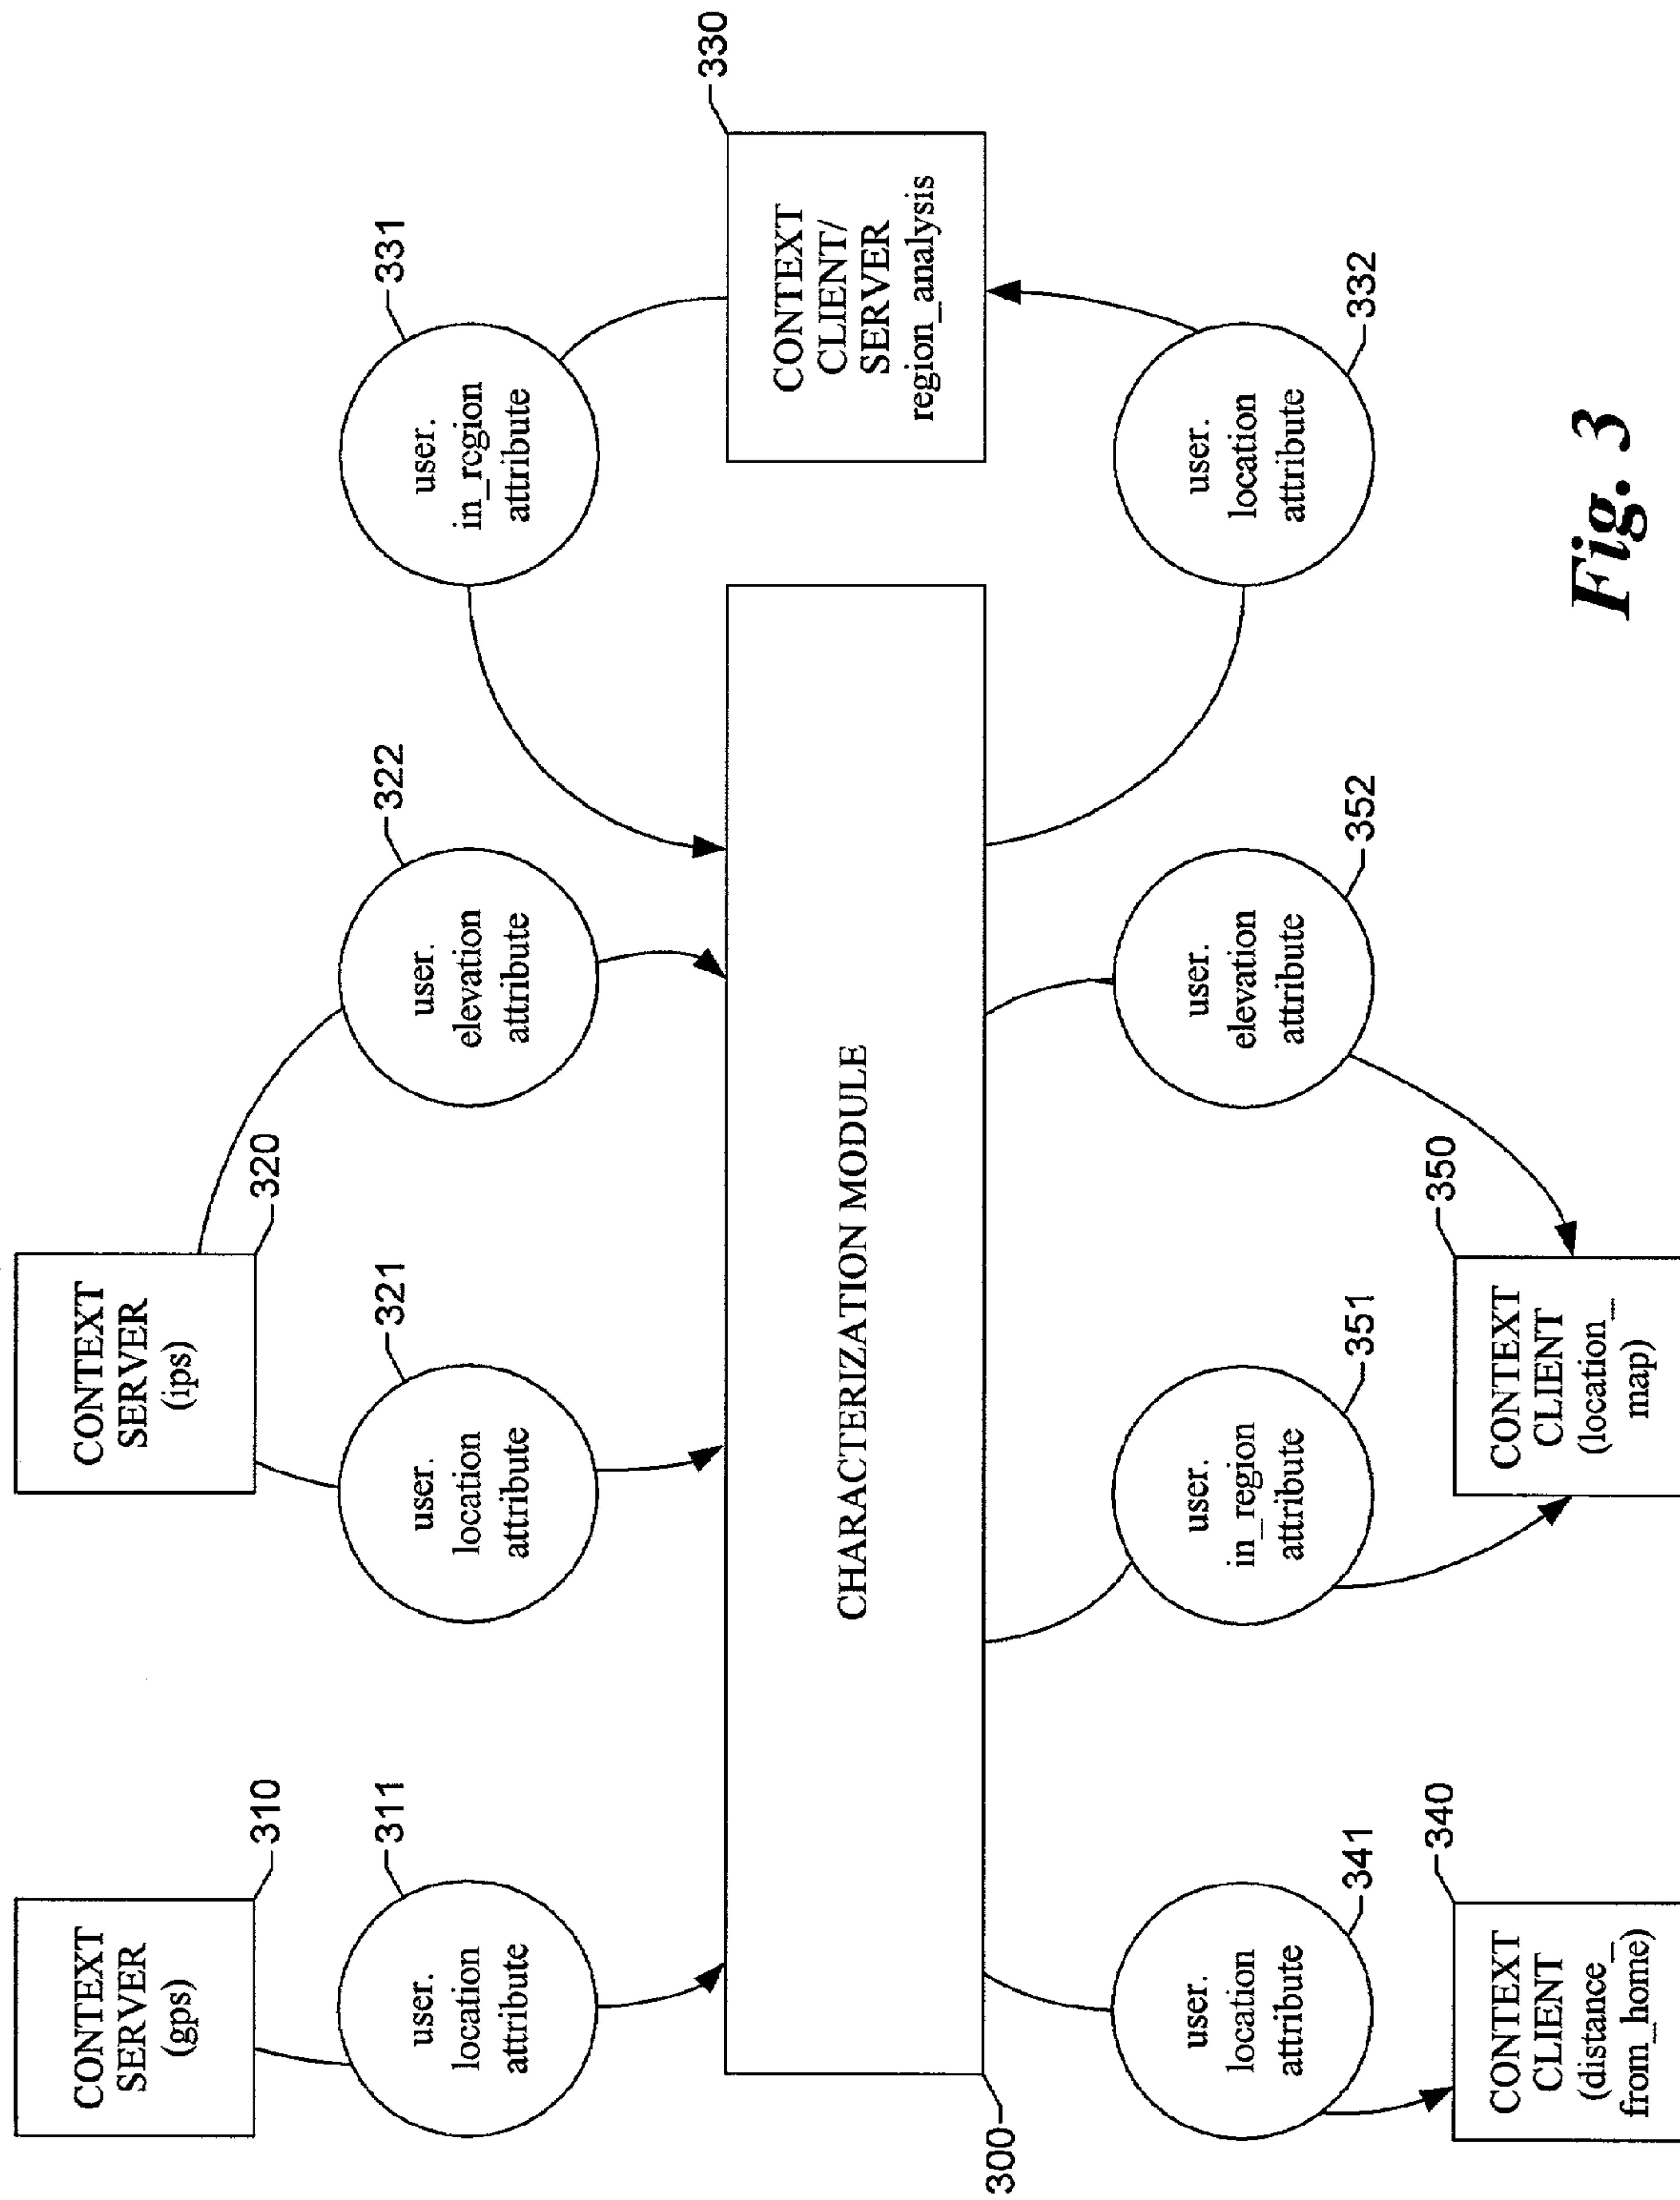 CONTEXT
SERVER
(gps)
310
CONTEXT
SERVER
(ips)
320
user.
location
attribute
311
user.
location
attribute
321
user.
elevation
attribute
322
user.
in_region
attribute
331
CHARACTERIZATION MODULE
300
CONTEXT
CLIENT/
SERVER
region_analysis
330
user.
location
attribute
341
user.
in_region
attribute
351
user.
elevation
attribute
352
user.
location
attribute
332
CONTEXT
CLIENT
(distance_
from_home)
340
CONTEXT
CLIENT
(location_
map)
350
Fig. 3